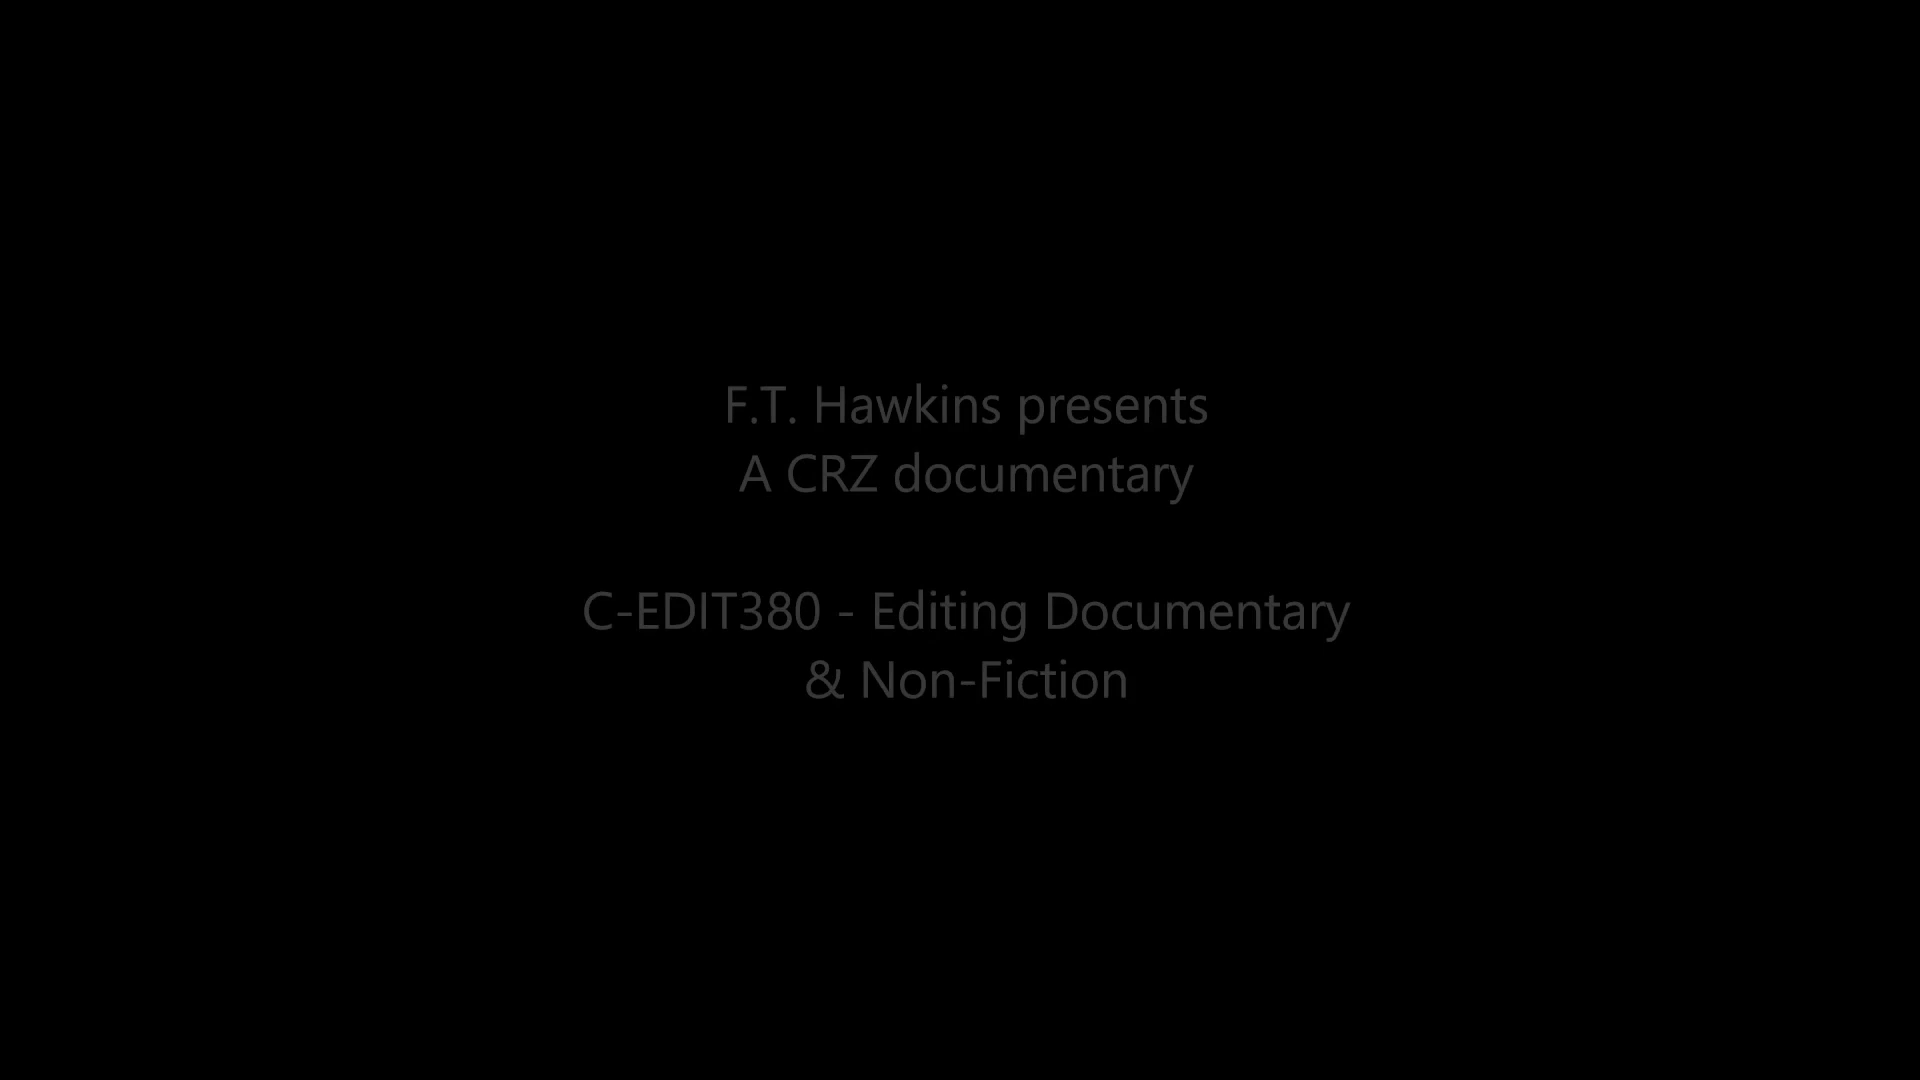 F.T. Hawkins presents
A CRZ documentary
C-EDIT380 - Editing Documentary
& Non-Fiction